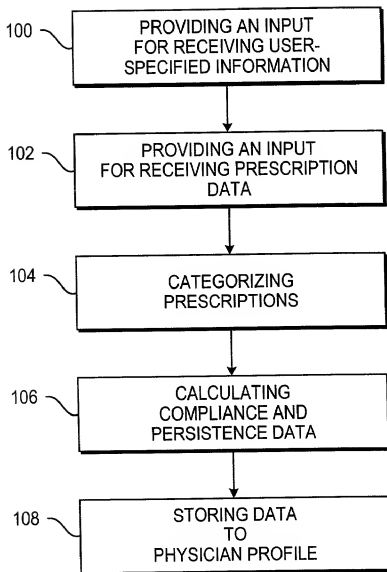 100
PROVIDING AN INPUT
FOR RECEIVING USER-
SPECIFIED INFORMATION
102
PROVIDING AN INPUT
FOR RECEIVING PRESCRIPTION
DATA
104
CATEGORIZING
PRESCRIPTIONS
106
CALCULATING
COMPLIANCE AND
PERSISTENCE DATA
108
STORING DATA
TO
PHYSICIAN PROFILE